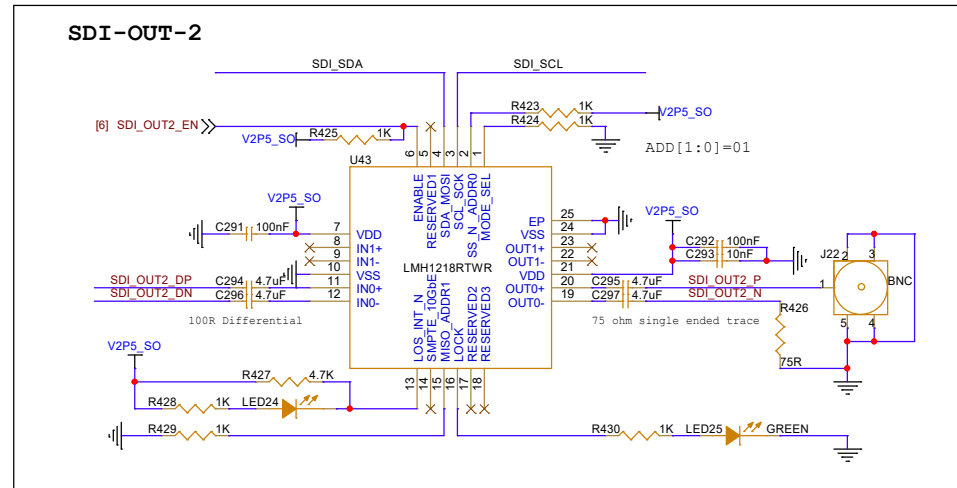 SDI-OUT-2
SDI_SDA
SDI_SCL
[6] SDI_OUT2_EN
V2P5_SO
R425
1K
R423
1K
V2P5_SO
R424
1K
ADD[1:0]=01
U43
6
5
4
3
2
1
ENABLE
RESERVED1
SDA_MOSI
SCL_SCK
SS_N_ADDR0
MODE_SEL
V2P5_SO
C291
100nF
7
VDD
8
IN1+
9
IN1-
10
VSS
11
IN0+
12
IN0-
SDI_OUT2_DP
C294
4.7uF
SDI_OUT2_DN
C296
4.7uF
100R Differential
LMH1218RTWR
EP
25
VSS
24
OUT1+
23
OUT1-
22
VDD
21
OUT0+
20
OUT0-
19
V2P5_SO
C292
100nF
C293
10nF
C295
4.7uF
SDI_OUT2_P
C297
4.7uF
SDI_OUT2_N
75 ohm single ended trace
J22
1
2
3
5
4
BNC
R426
75R
LOS_INT_N
SMPTE_10GbE
MISO_ADDR1
LOCK
RESERVED2
RESERVED3
13
14
15
16
17
18
V2P5_SO
R427
4.7K
R428
1K
LED24
R429
1K
R430
1K
LED25
GREEN